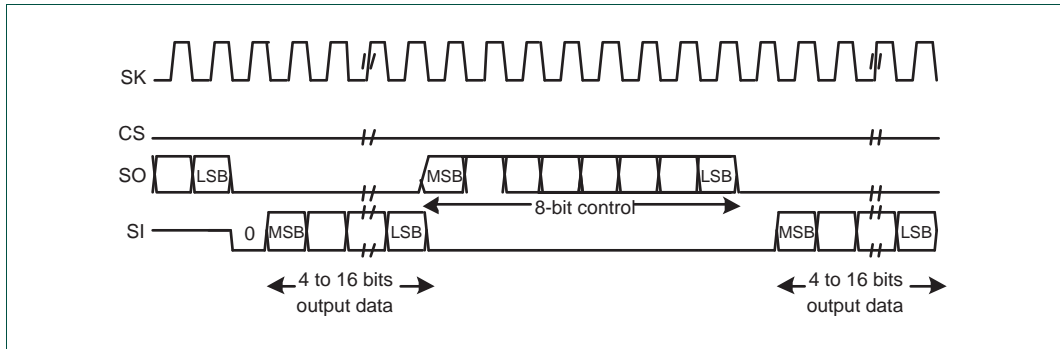 SK
CS
SO
LSB
MSB
LSB
8-bit control
SI
0
MSB
LSB
MSB
LSB
4 to 16 bits
output data
4 to 16 bits
output data